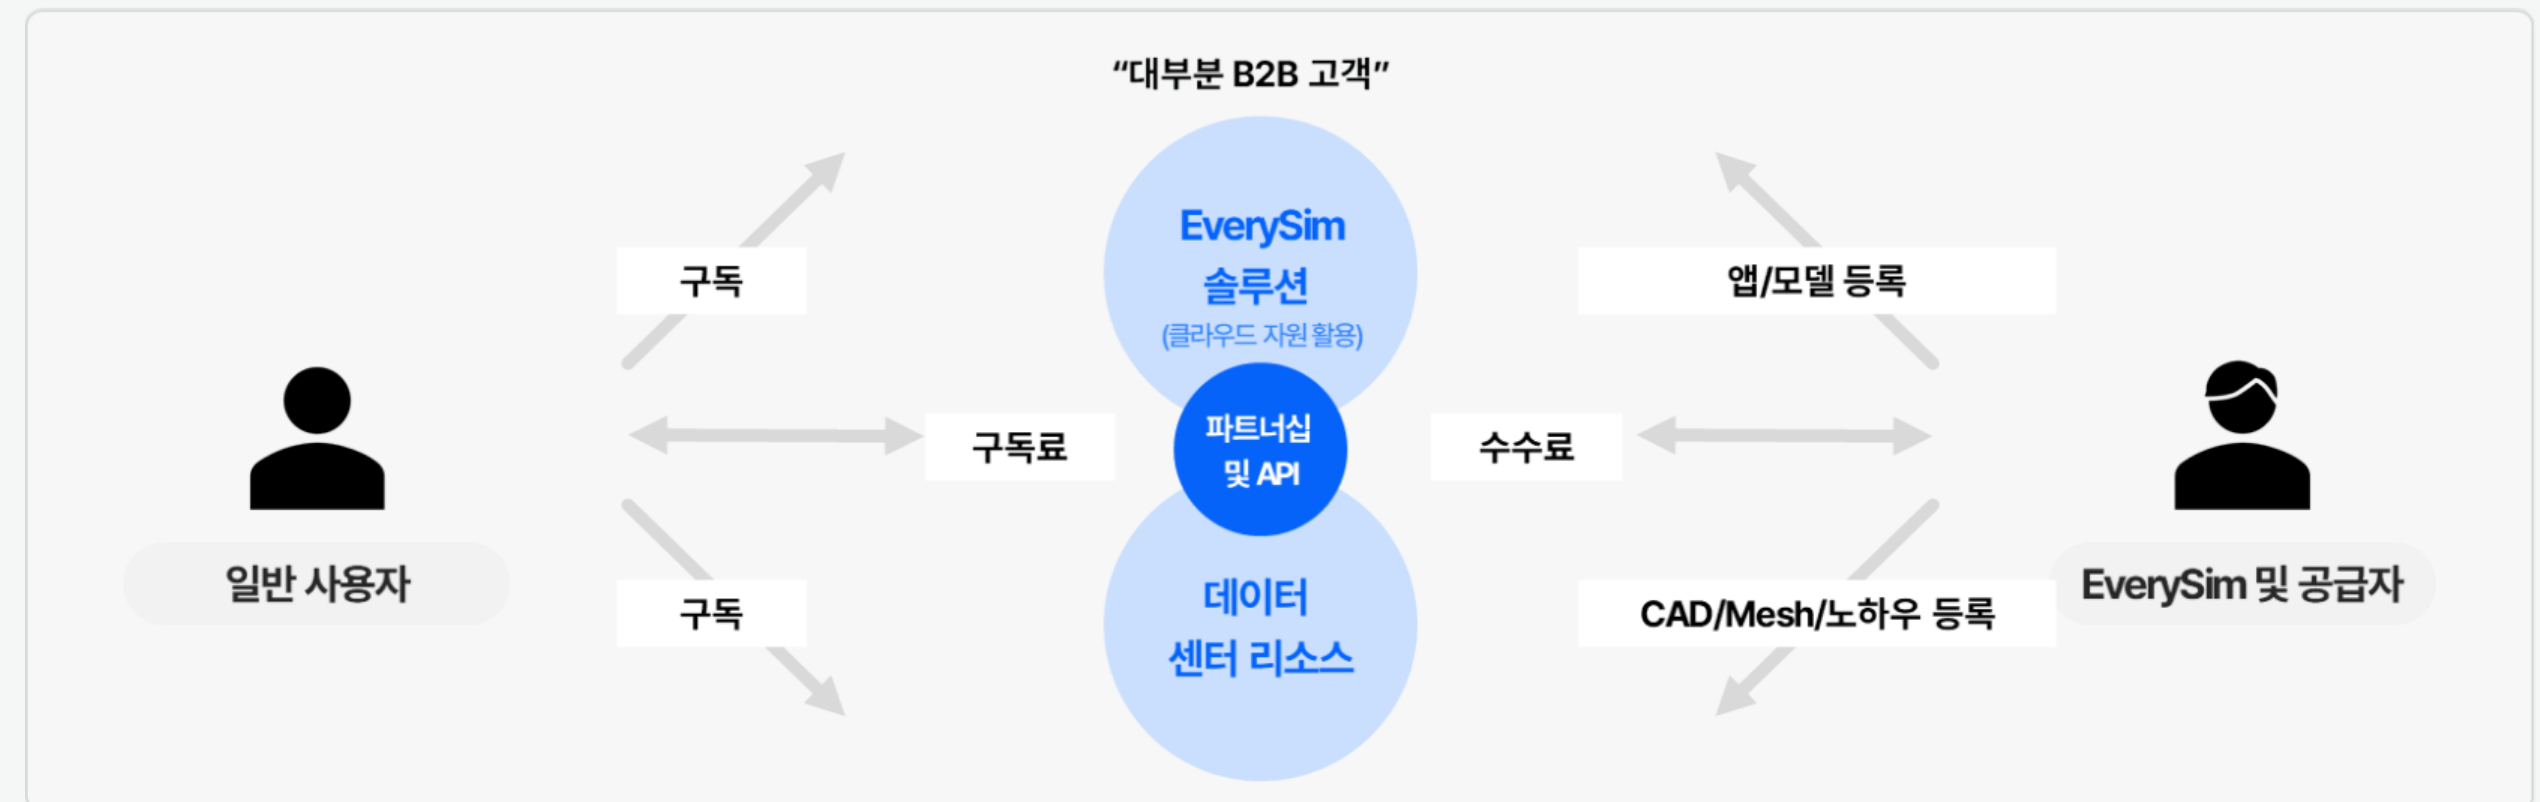 “대부분 B2B 고객”
EverySim
솔루션
(클라우드 자원 활용)
구독
앱/모델 등록
파트너십
및 API
구독료
수수료
일반 사용자
EverySim 및 공급자
구독
CAD/Mesh/노하우 등록
데이터
센터 리소스